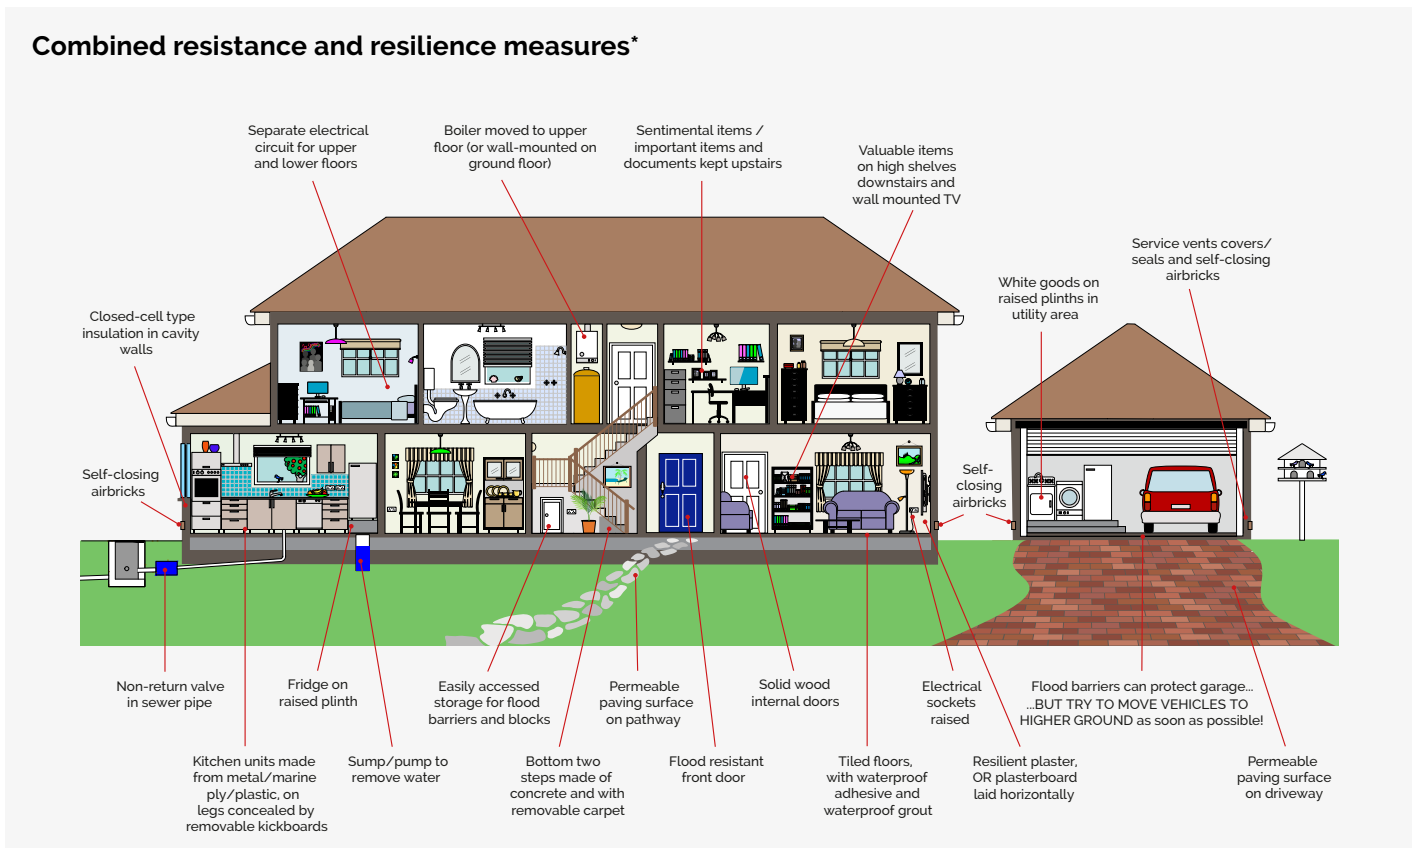 Combined resistance and resilience measures*
Separate electrical
circuit for upper
and lower floors
Boiler moved to upper
floor (or wall-mounted on
ground floor)
Sentimental items /
important items and
documents kept upstairs
Valuable items
on high shelves
downstairs and
wall mounted TV
Service vents covers/
seals and self-closing
airbricks
White goods on
raised plinths in
utility area
Closed-cell type
insulation in cavity
walls
Self-closing
airbricks
Self-
closing
airbricks
Non-return valve
in sewer pipe
Fridge on
raised plinth
Easily accessed
storage for flood
barriers and blocks
Permeable
paving surface
on pathway
Solid wood
internal doors
Electrical
sockets
raised
Flood barriers can protect garage...
...BUT TRY TO MOVE VEHICLES TO
HIGHER GROUND as soon as possible!
Kitchen units made
from metal/marine
ply/plastic, on
legs concealed by
removable kickboards
Sump/pump to
remove water
Bottom two
steps made of
concrete and with
removable carpet
Flood resistant
front door
Tiled floors,
with waterproof
adhesive and
waterproof grout
Resilient plaster,
OR plasterboard
laid horizontally
Permeable
paving surface
on driveway